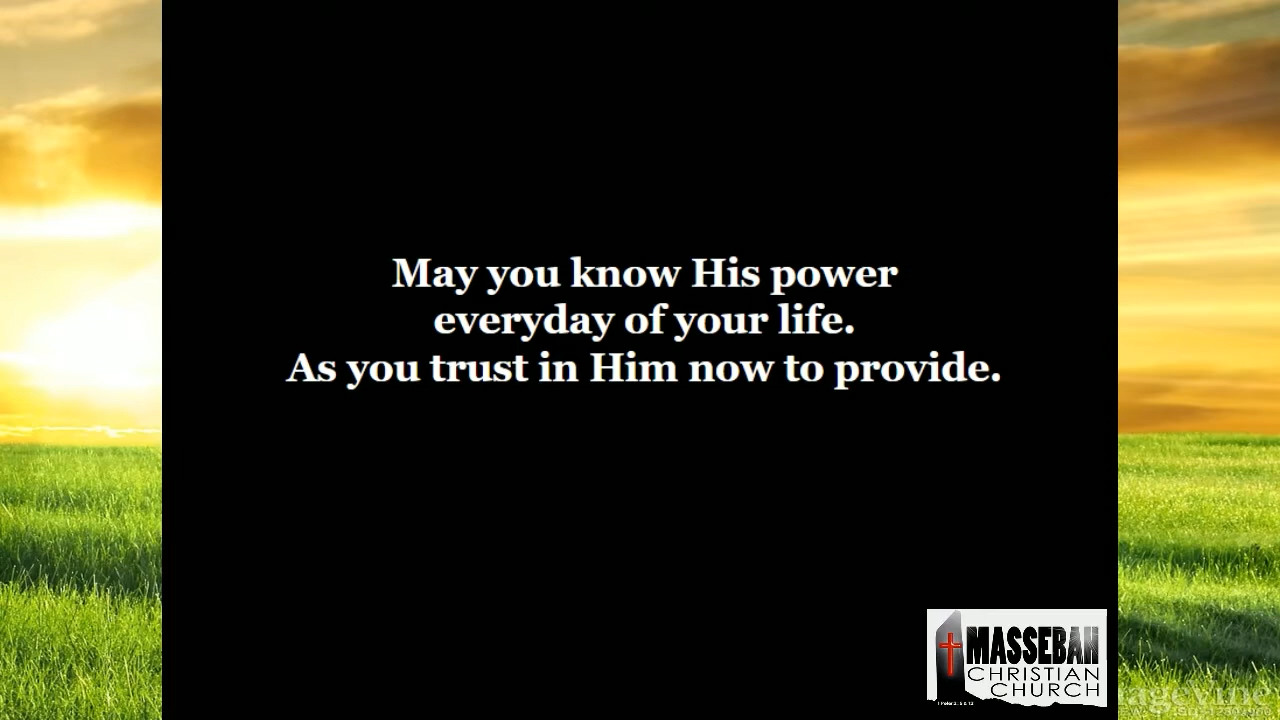 May you know His power
everyday of your life.
As you trust in Him now to provide.
MASSEBAH
CHRISTIAN
CHURCH